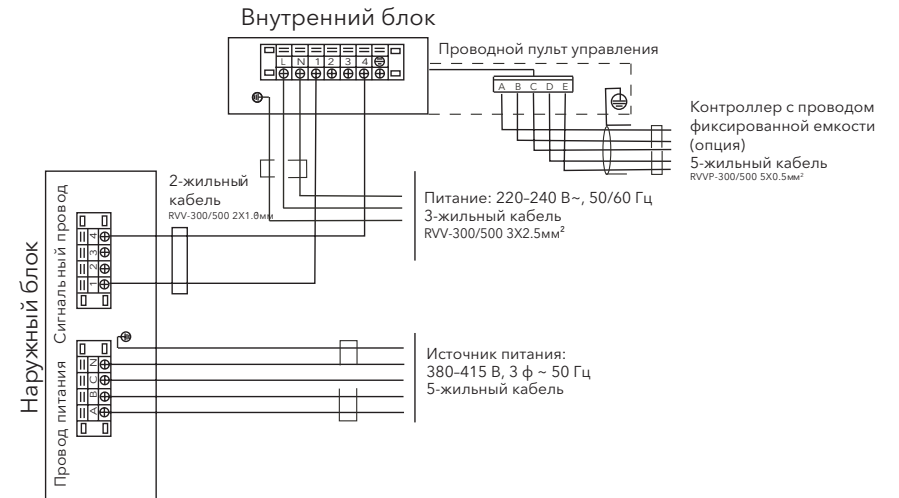 Внутренний блок
Проводной пульт управления
L N 1 2 3 4
A B C D E
Контроллер с проводом
фиксированной емкости
(опция)
5-жильный кабель
RVVP-300/500 5X0.5мм²
2-жильный
кабель
RVV-300/500 2X1.0мм
Питание: 220–240 В~, 50/60 Гц
3-жильный кабель
RVV-300/500 3X2.5мм²
Наружный блок
Сигнальный провод
4
3
2
1
Провод питания
N
C
B
A
Источник питания:
380–415 В, 3 ф ~ 50 Гц
5-жильный кабель